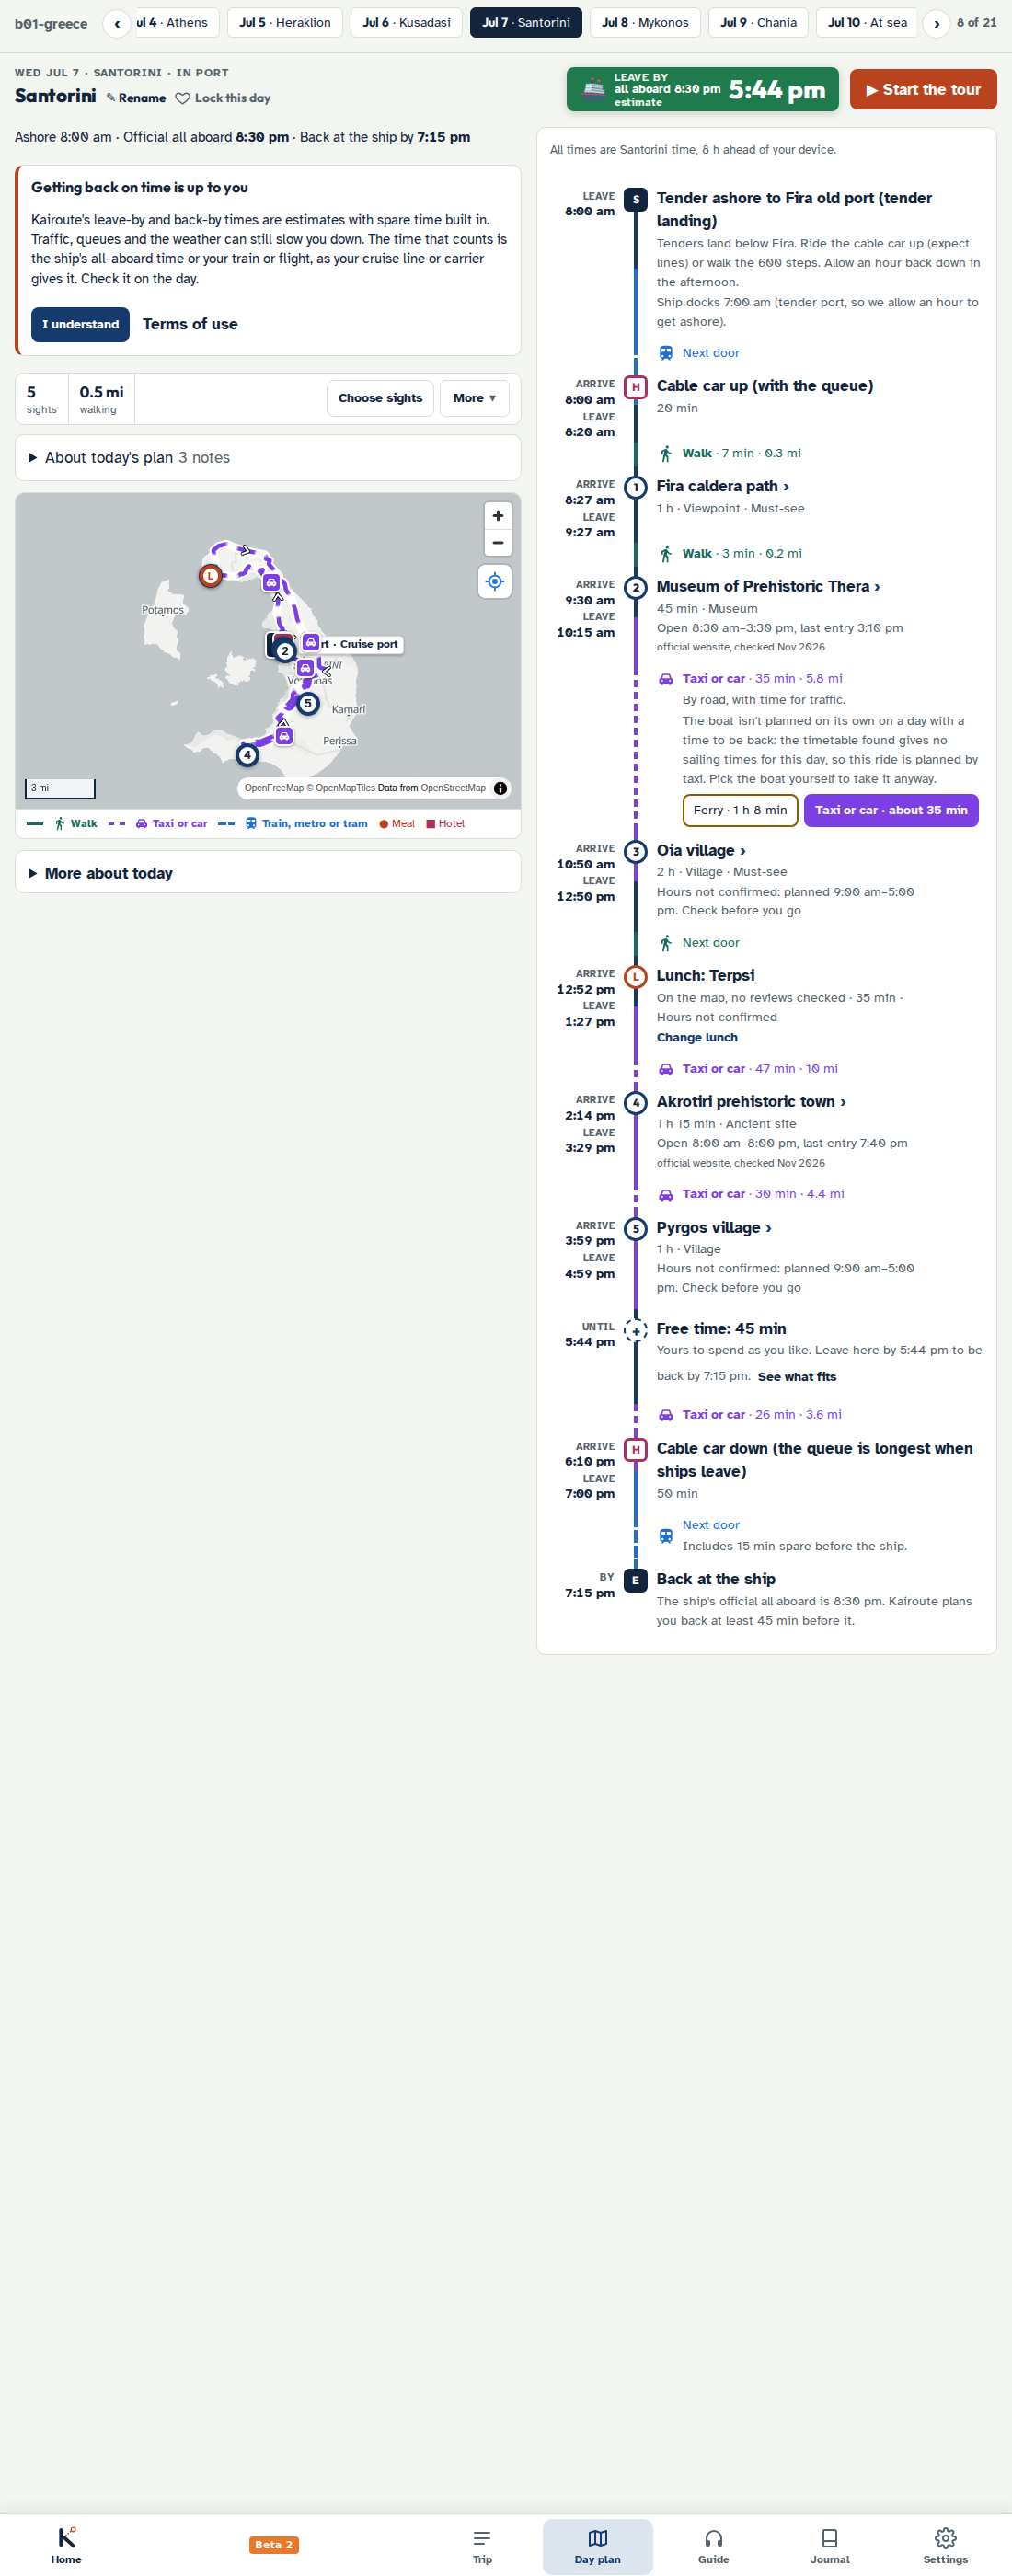 b01-greece
‹
ul 4 · Athens
Jul 5 · Heraklion
Jul 6 · Kusadasi
Jul 7 · Santorini
Jul 8 · Mykonos
Jul 9 · Chania
Jul 10 · At sea
›
8 of 21
WED JUL 7 · SANTORINI · IN PORT
Santorini
✎ Rename
Lock this day
LEAVE BY
all aboard 8:30 pm
estimate
5:44 pm
▶ Start the tour
Ashore 8:00 am · Official all aboard 8:30 pm · Back at the ship by 7:15 pm
Getting back on time is up to you
Kairoute's leave-by and back-by times are estimates with spare time built in.
Traffic, queues and the weather can still slow you down. The time that counts is
the ship's all-aboard time or your train or flight, as your cruise line or carrier
gives it. Check it on the day.
I understand
Terms of use
5
sights
0.5 mi
walking
Choose sights
More ▼
▶ About today's plan 3 notes
+
−
L
Potamos
rt · Cruise port
2
INI
5
Kamari
Perissa
4
3 mi
OpenFreeMap © OpenMapTiles Data from OpenStreetMap
Walk
Taxi or car
Train, metro or tram
Meal
Hotel
▶ More about today
All times are Santorini time, 8 h ahead of your device.
LEAVE
8:00 am
S
Tender ashore to Fira old port (tender
landing)
Tenders land below Fira. Ride the cable car up (expect
lines) or walk the 600 steps. Allow an hour back down in
the afternoon.
Ship docks 7:00 am (tender port, so we allow an hour to
get ashore).
Next door
ARRIVE
8:00 am
LEAVE
8:20 am
H
Cable car up (with the queue)
20 min
Walk · 7 min · 0.3 mi
ARRIVE
8:27 am
LEAVE
9:27 am
1
Fira caldera path ›
1 h · Viewpoint · Must-see
Walk · 3 min · 0.2 mi
ARRIVE
9:30 am
LEAVE
10:15 am
2
Museum of Prehistoric Thera ›
45 min · Museum
Open 8:30 am–3:30 pm, last entry 3:10 pm
official website, checked Nov 2026
Taxi or car · 35 min · 5.8 mi
By road, with time for traffic.
The boat isn't planned on its own on a day with a
time to be back: the timetable found gives no
sailing times for this day, so this ride is planned by
taxi. Pick the boat yourself to take it anyway.
Ferry · 1 h 8 min
Taxi or car · about 35 min
ARRIVE
10:50 am
LEAVE
12:50 pm
3
Oia village ›
2 h · Village · Must-see
Hours not confirmed: planned 9:00 am–5:00
pm. Check before you go
Next door
ARRIVE
12:52 pm
LEAVE
1:27 pm
L
Lunch: Terpsi
On the map, no reviews checked · 35 min ·
Hours not confirmed
Change lunch
Taxi or car · 47 min · 10 mi
ARRIVE
2:14 pm
LEAVE
3:29 pm
4
Akrotiri prehistoric town ›
1 h 15 min · Ancient site
Open 8:00 am–8:00 pm, last entry 7:40 pm
official website, checked Nov 2026
Taxi or car · 30 min · 4.4 mi
ARRIVE
3:59 pm
LEAVE
4:59 pm
5
Pyrgos village ›
1 h · Village
Hours not confirmed: planned 9:00 am–5:00
pm. Check before you go
UNTIL
5:44 pm
+
Free time: 45 min
Yours to spend as you like. Leave here by 5:44 pm to be
back by 7:15 pm. See what fits
Taxi or car · 26 min · 3.6 mi
ARRIVE
6:10 pm
LEAVE
7:00 pm
H
Cable car down (the queue is longest when
ships leave)
50 min
Next door
Includes 15 min spare before the ship.
BY
7:15 pm
E
Back at the ship
The ship's official all aboard is 8:30 pm. Kairoute plans
you back at least 45 min before it.
Home
Beta 2
Trip
Day plan
Guide
Journal
Settings